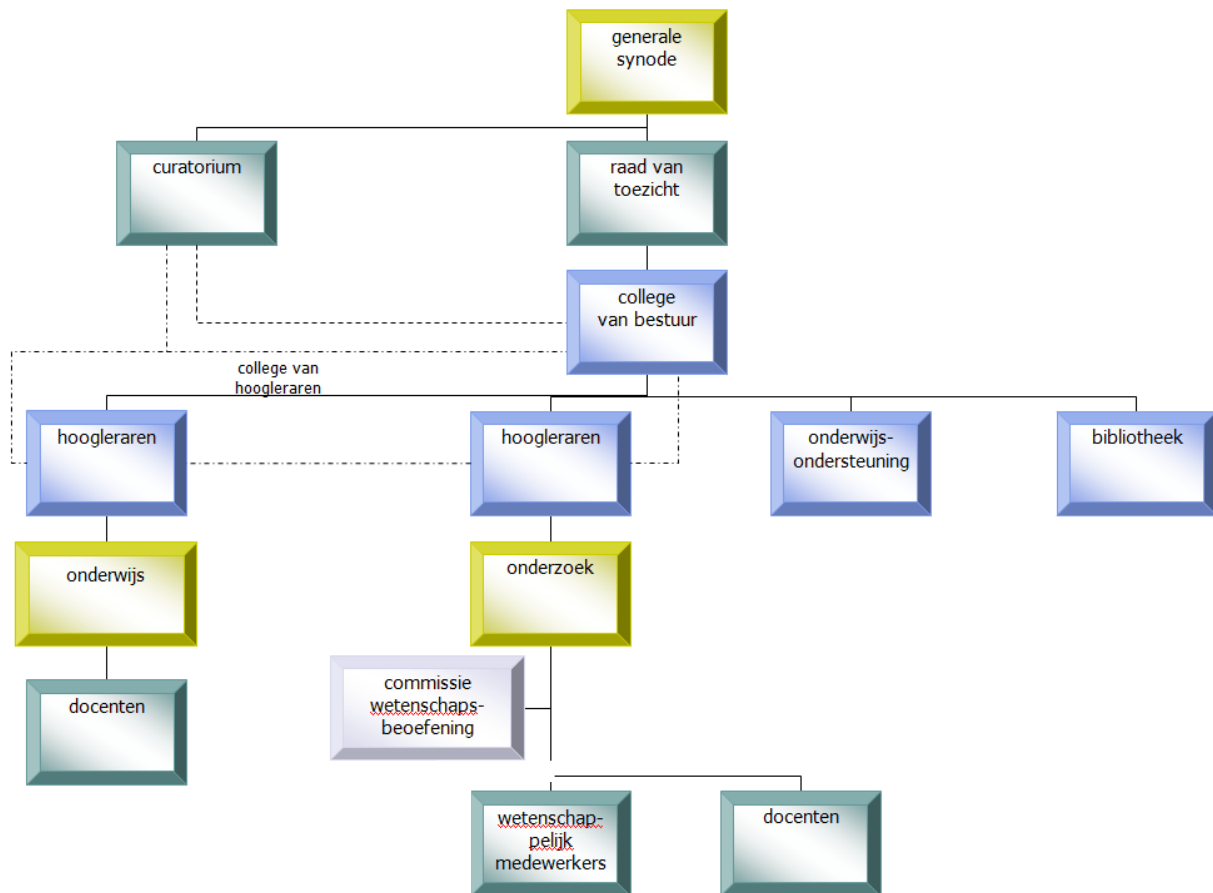 generale
synode
curatorium
raad van
toezicht
college
van bestuur
college van
hoogleraren
hoogleraren
hoogleraren
onderwijs-
ondersteuning
bibliotheek
onderwijs
onderzoek
commissie
wetenschaps-
beoefening
docenten
wetenschap-
pelijk
medewerkers
docenten